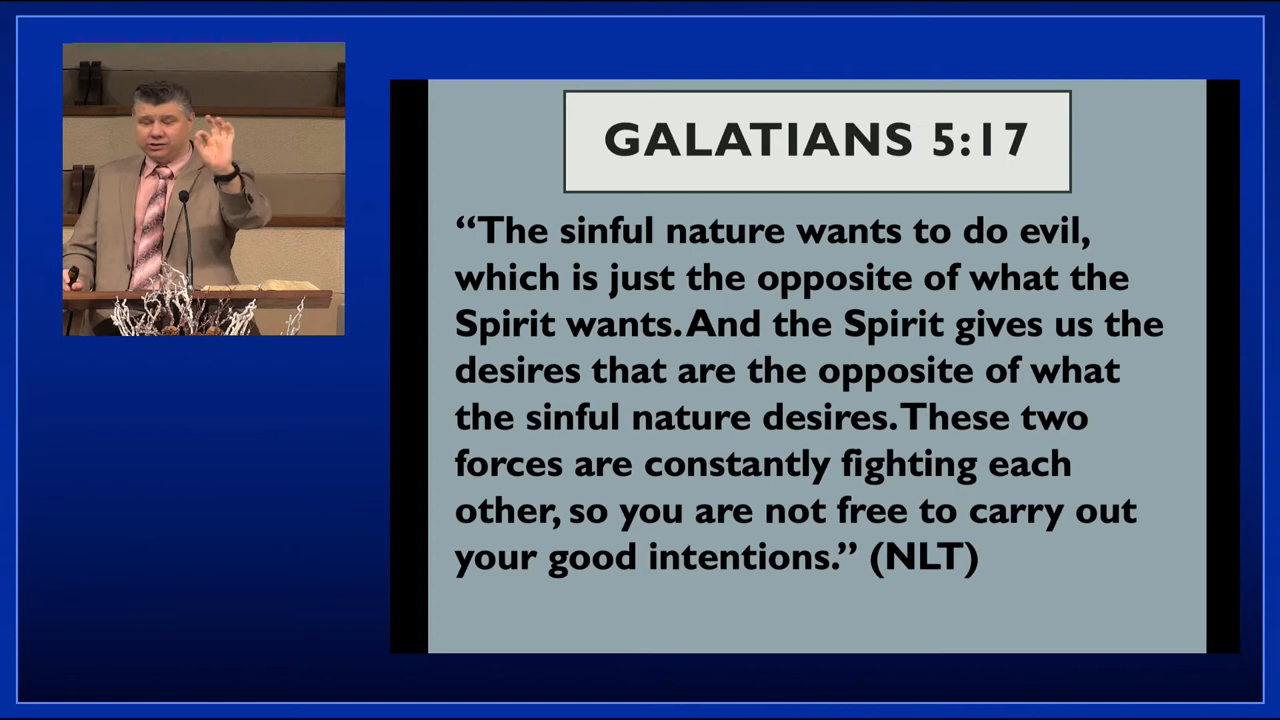 GALATIANS 5:17
“The sinful nature wants to do evil,
which is just the opposite of what the
Spirit wants. And the Spirit gives us the
desires that are the opposite of what
the sinful nature desires. These two
forces are constantly fighting each
other, so you are not free to carry out
your good intentions.” (NLT)